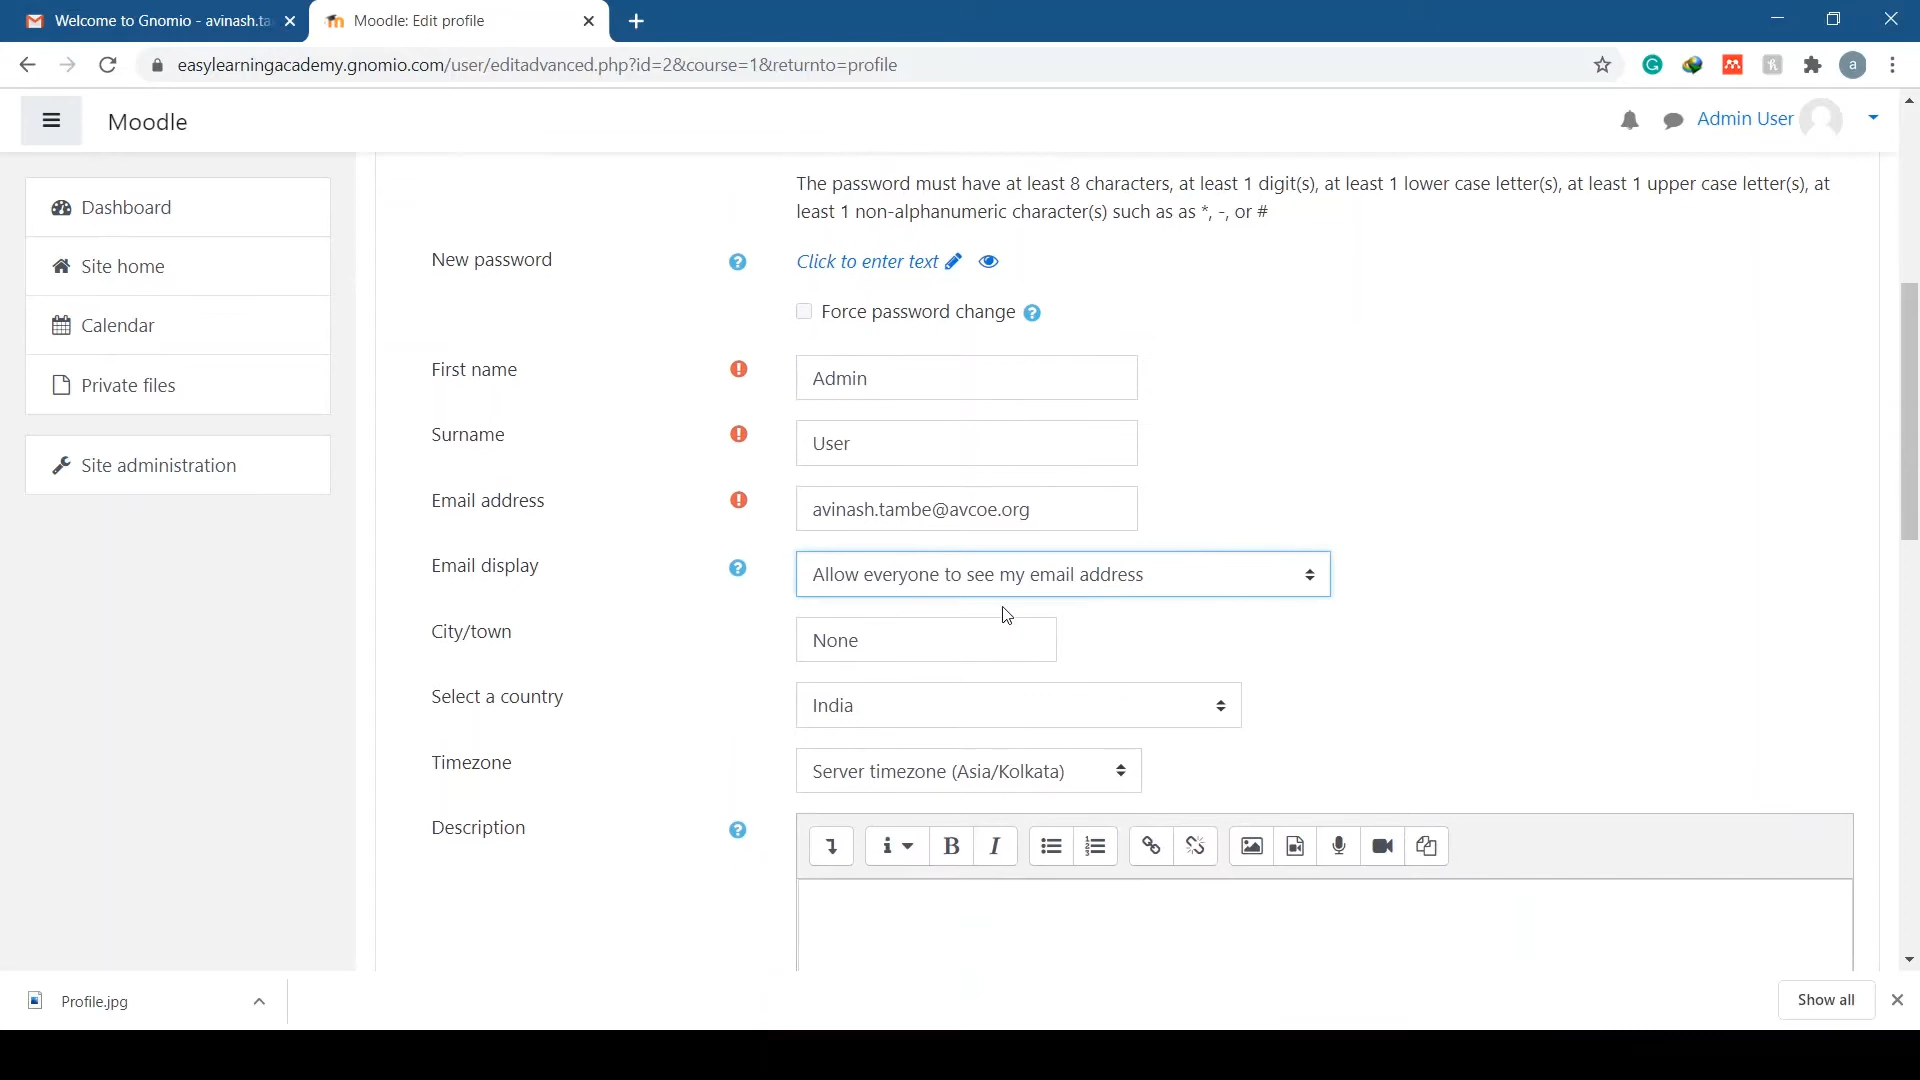 Welcome to Gnomio - avinash.ta
Moodle: Edit profile
easylearningacademy.gnomio.com/user/editadvanced.php?id=2&course=1&returnto=profile
a
Moodle
Admin User
Dashboard
Site home
Calendar
Private files
Site administration
The password must have at least 8 characters, at least 1 digit(s), at least 1 lower case letter(s), at least 1 upper case letter(s), at
least 1 non-alphanumeric character(s) such as as *, -, or #
New password
Click to enter text
Force password change
First name
Admin
Surname
User
Email address
avinash.tambe@avcoe.org
Email display
Allow everyone to see my email address
City/town
None
Select a country
India
Timezone
Server timezone (Asia/Kolkata)
Description
B I
Profile.jpg
Show all